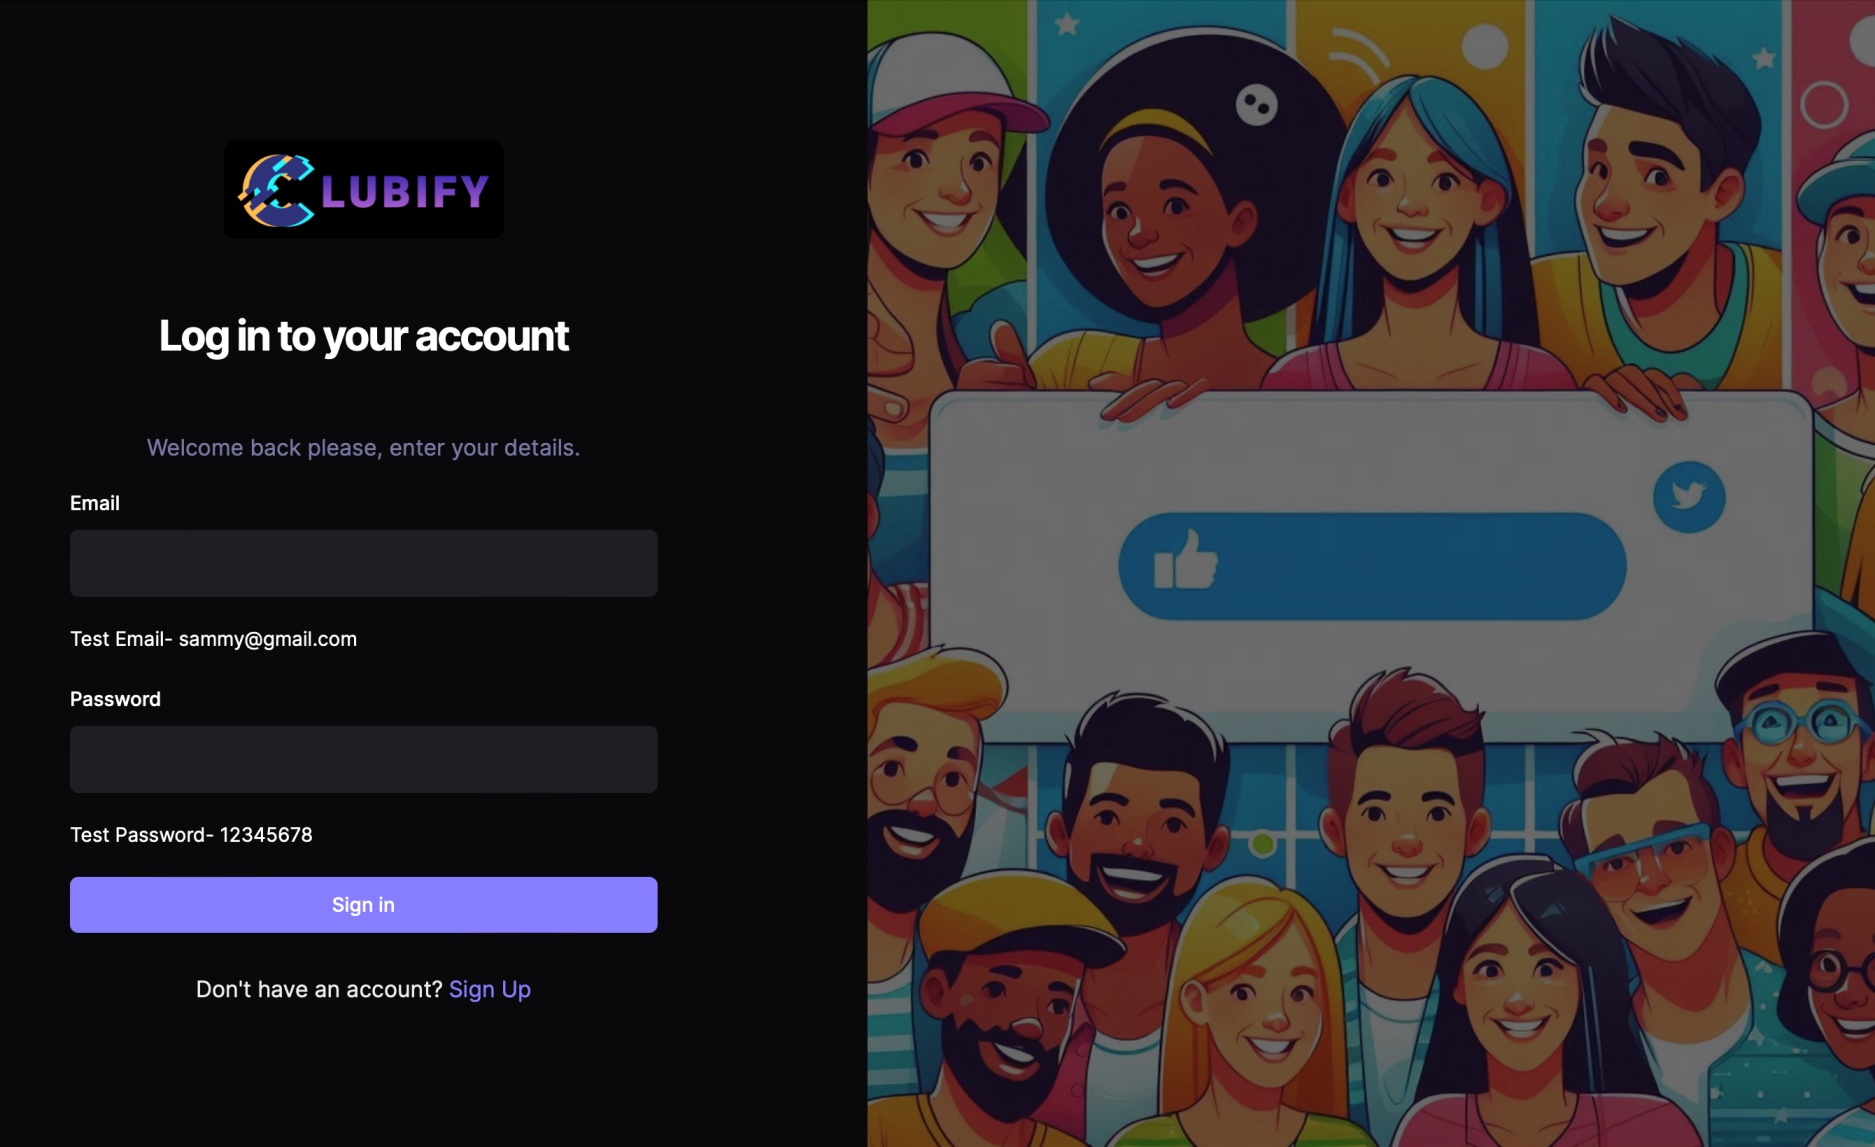 CLUBIFY
Log in to your account
Welcome back please, enter your details.
Email
Test Email- sammy@gmail.com
Password
Test Password- 12345678
Sign in
Don't have an account? Sign Up